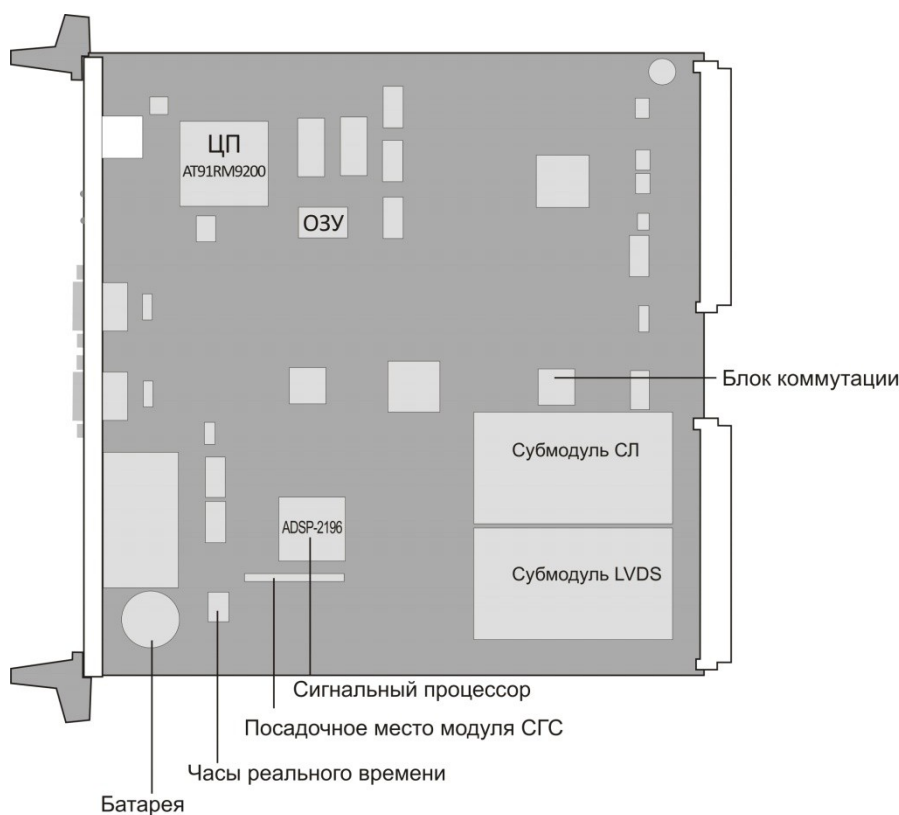 ЦП
AT91RM9200
ОЗУ
Блок коммутации
Субмодуль СЛ
ADSP-2196
Субмодуль LVDS
Сигнальный процессор
Посадочное место модуля СГС
Часы реального времени
Батарея